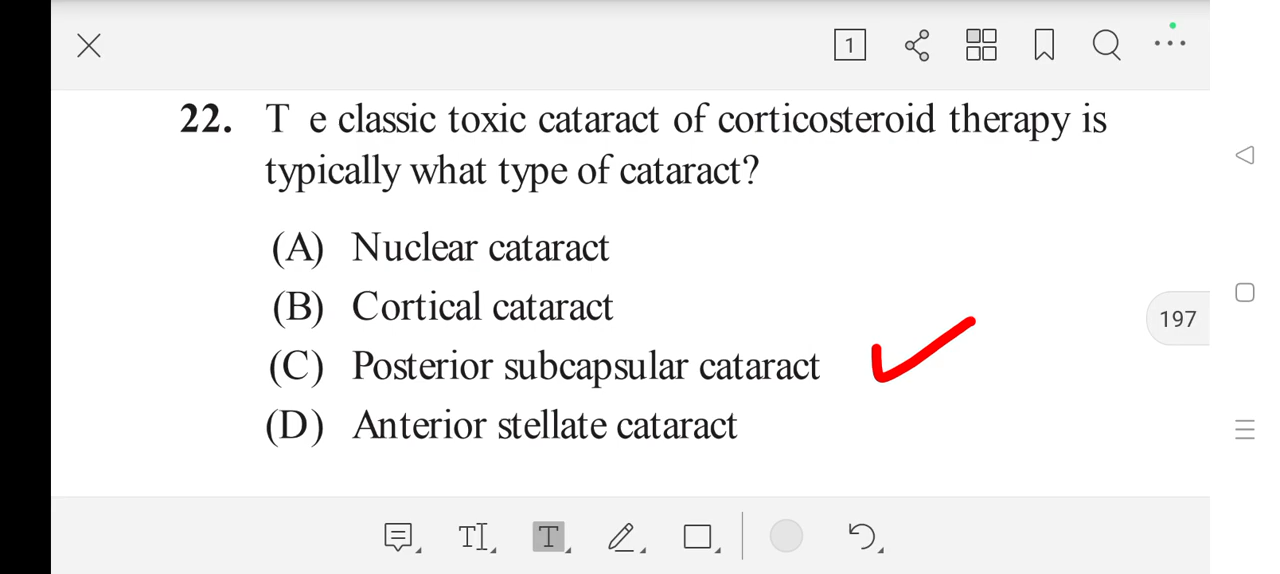 1
22. T e classic toxic cataract of corticosteroid therapy is
typically what type of cataract?
(A) Nuclear cataract
(B) Cortical cataract
197
(C) Posterior subcapsular cataract
(D) Anterior stellate cataract
TI T